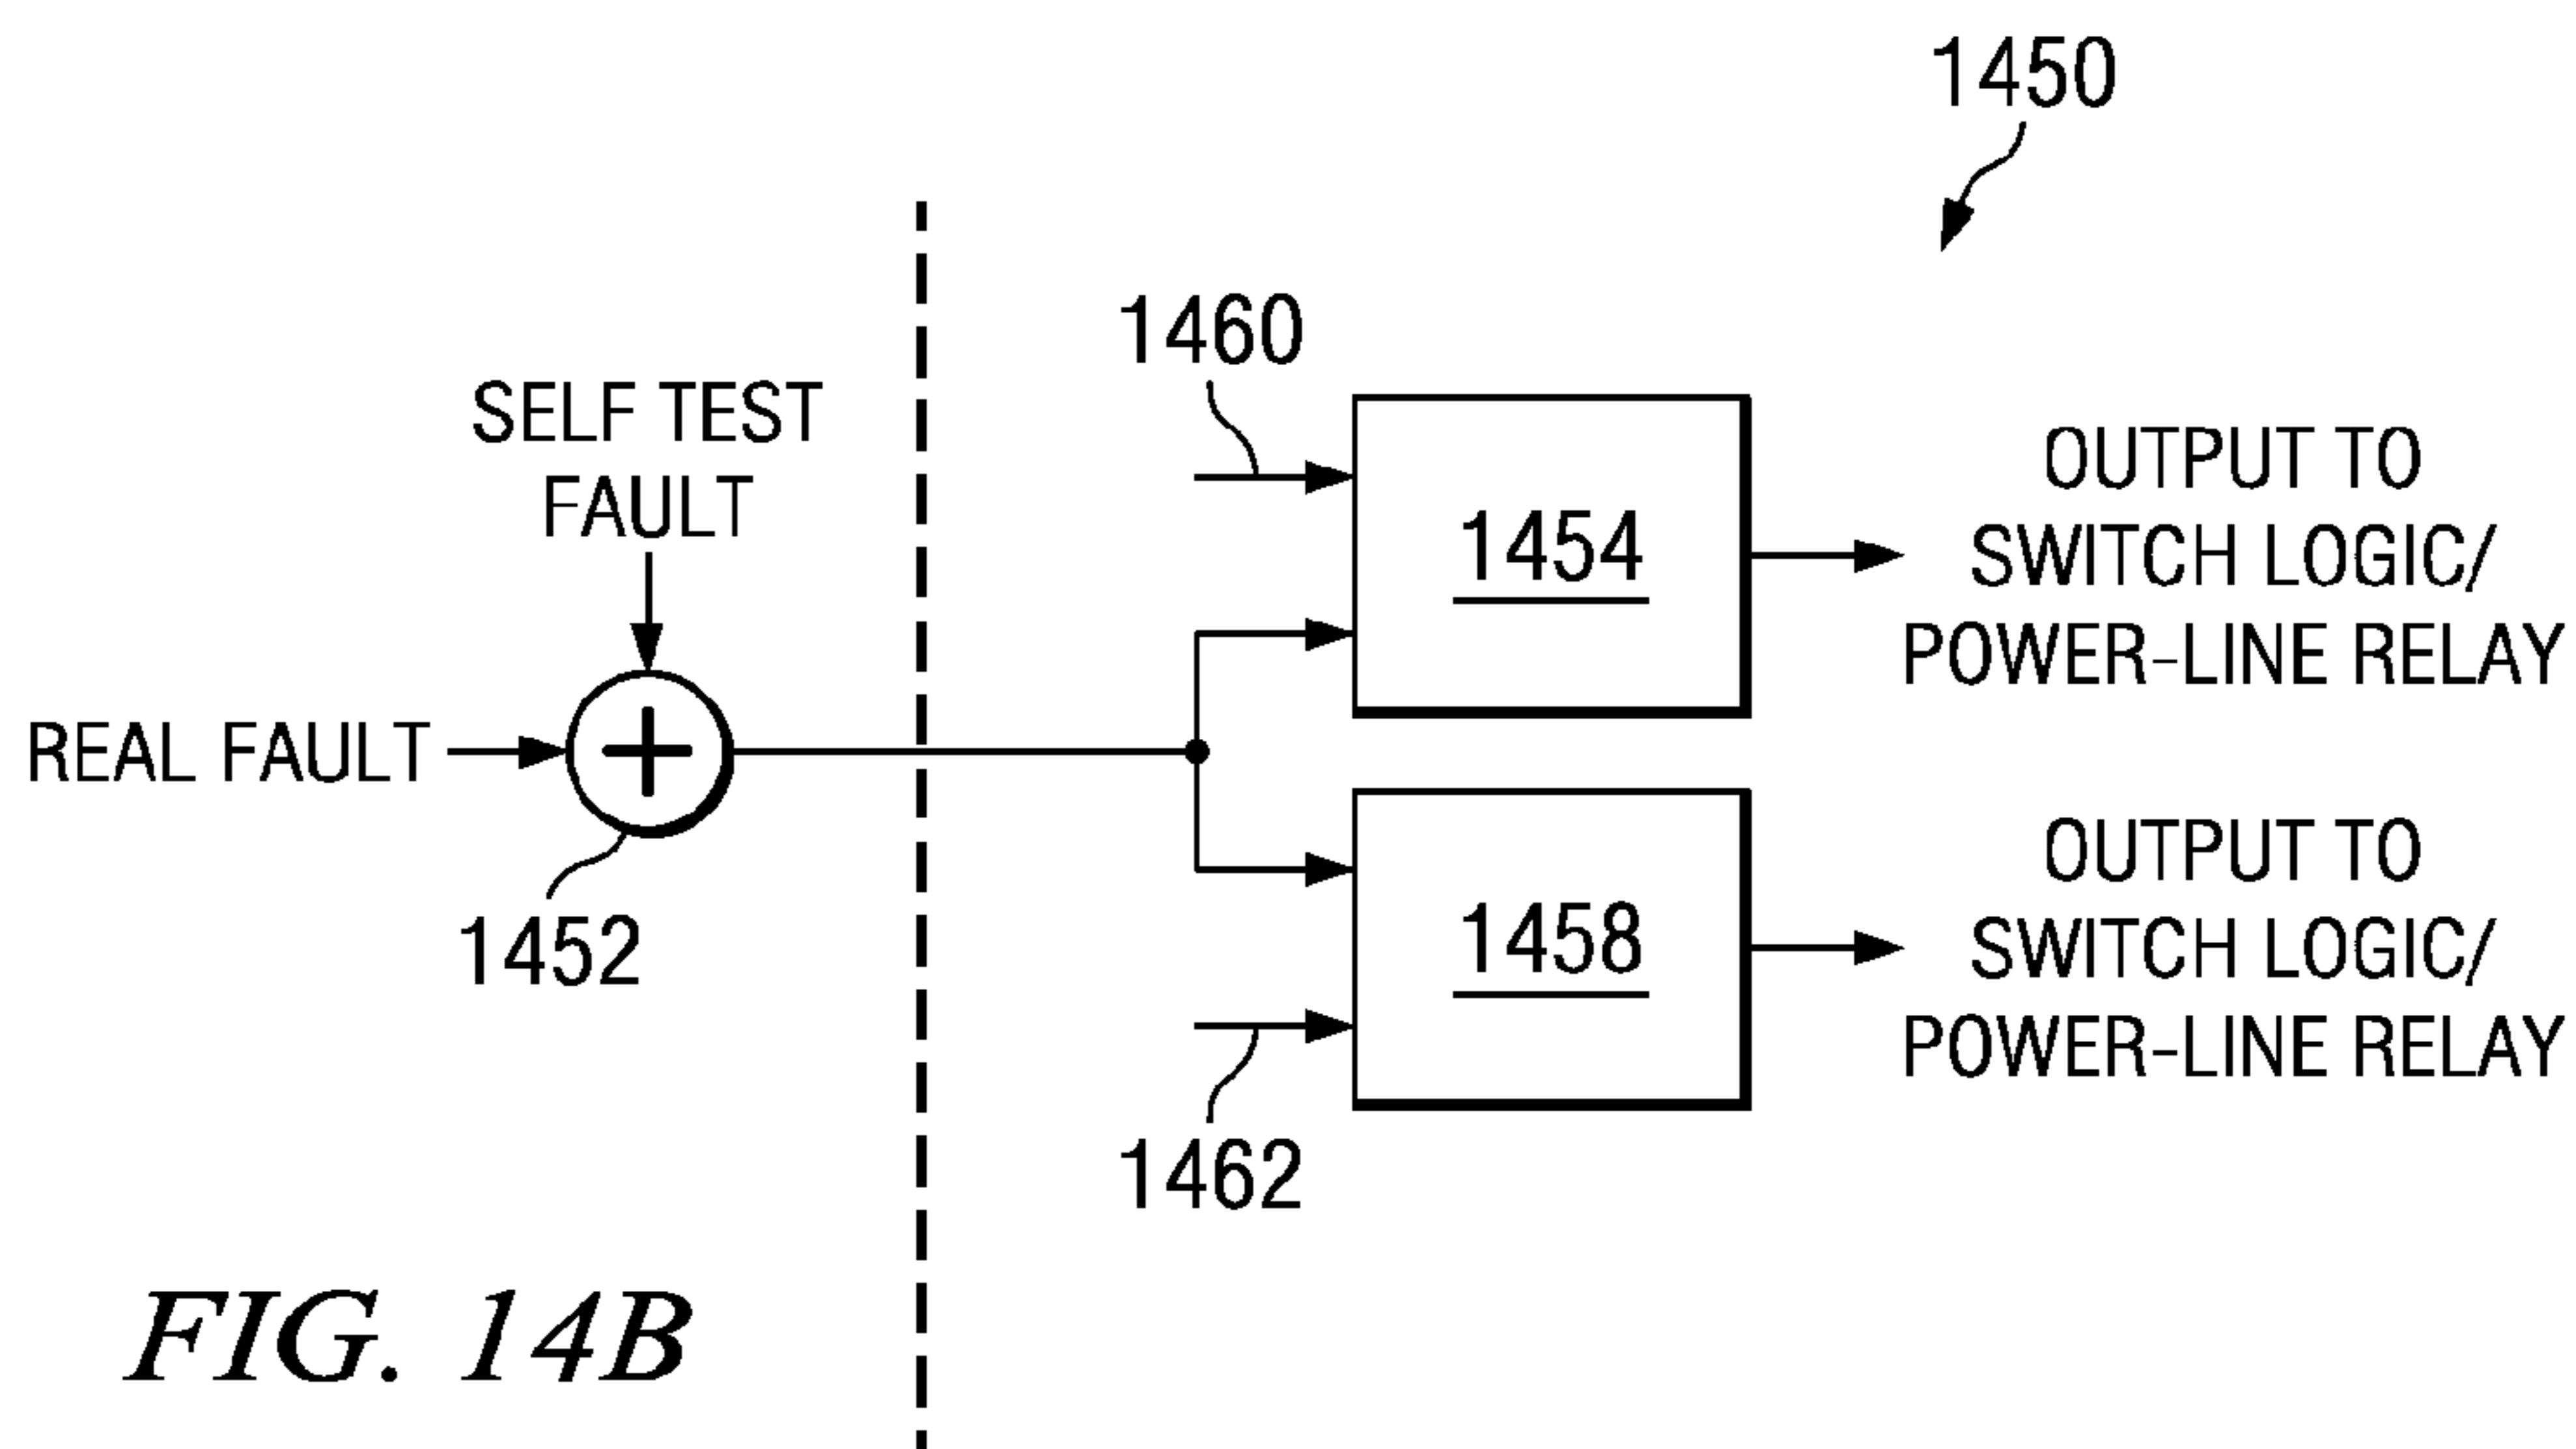 1450
1460
SELF TEST
FAULT
1454
OUTPUT TO
SWITCH LOGIC/
POWER-LINE RELAY
REAL FAULT
+
1452
1458
OUTPUT TO
SWITCH LOGIC/
POWER-LINE RELAY
1462
FIG. 14B